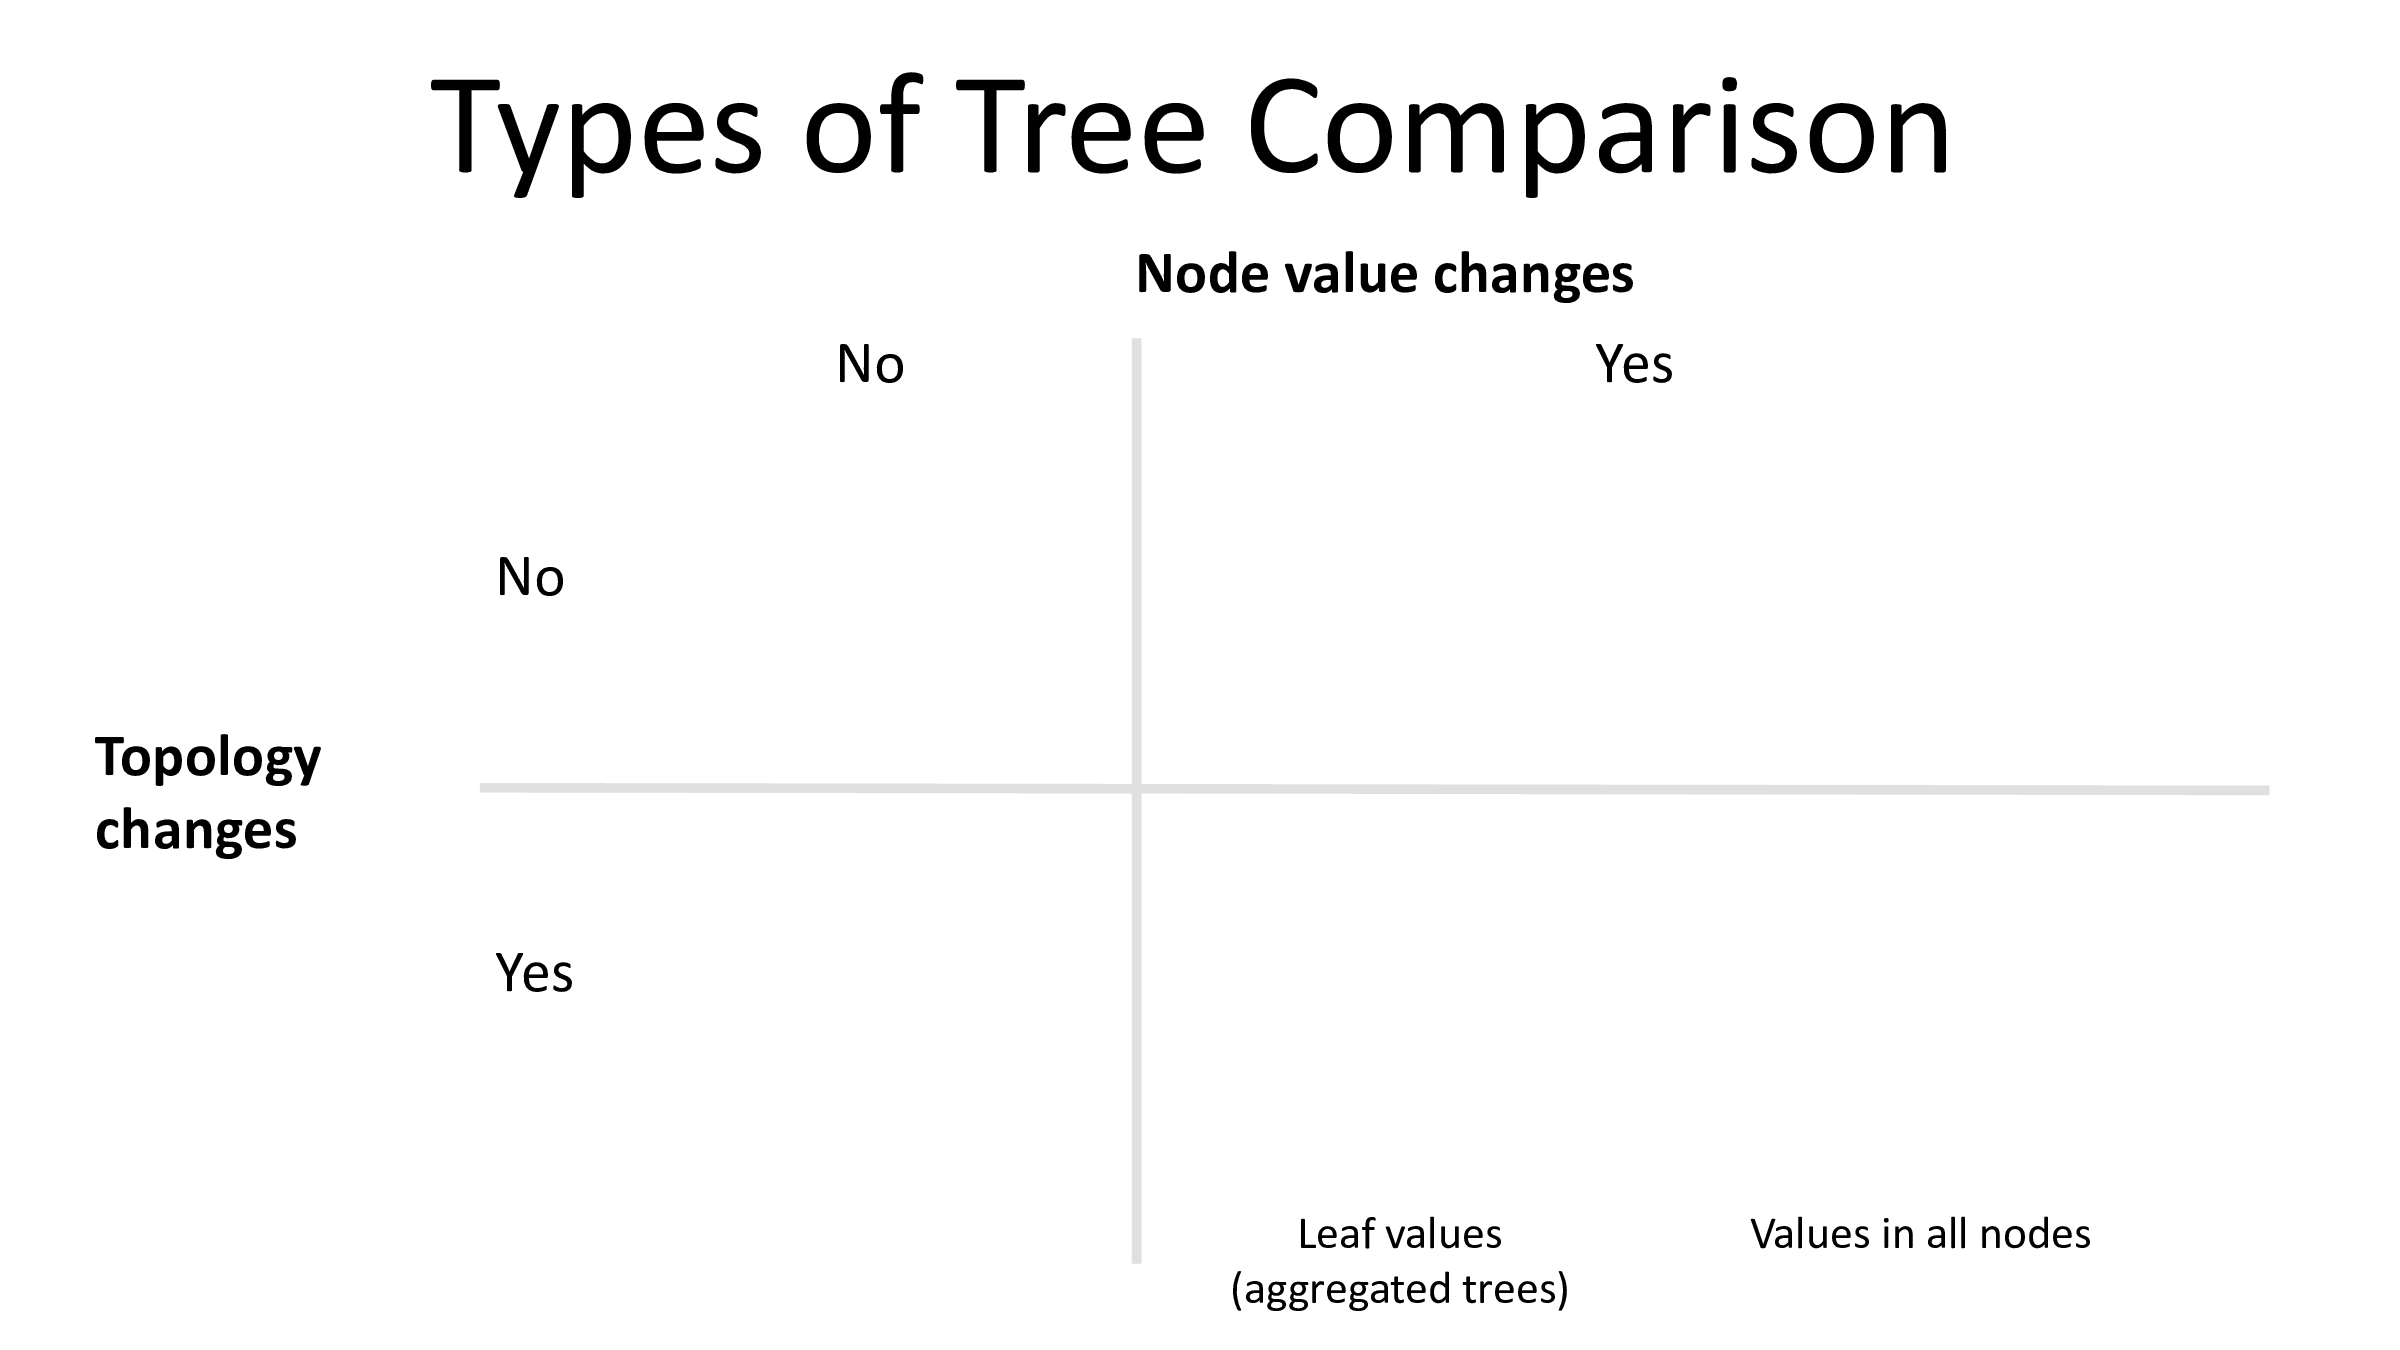 Types of Tree Comparison
Node value changes
No
Yes
No
Topology
changes
Yes
Leaf values
(aggregated trees)
Values in all nodes